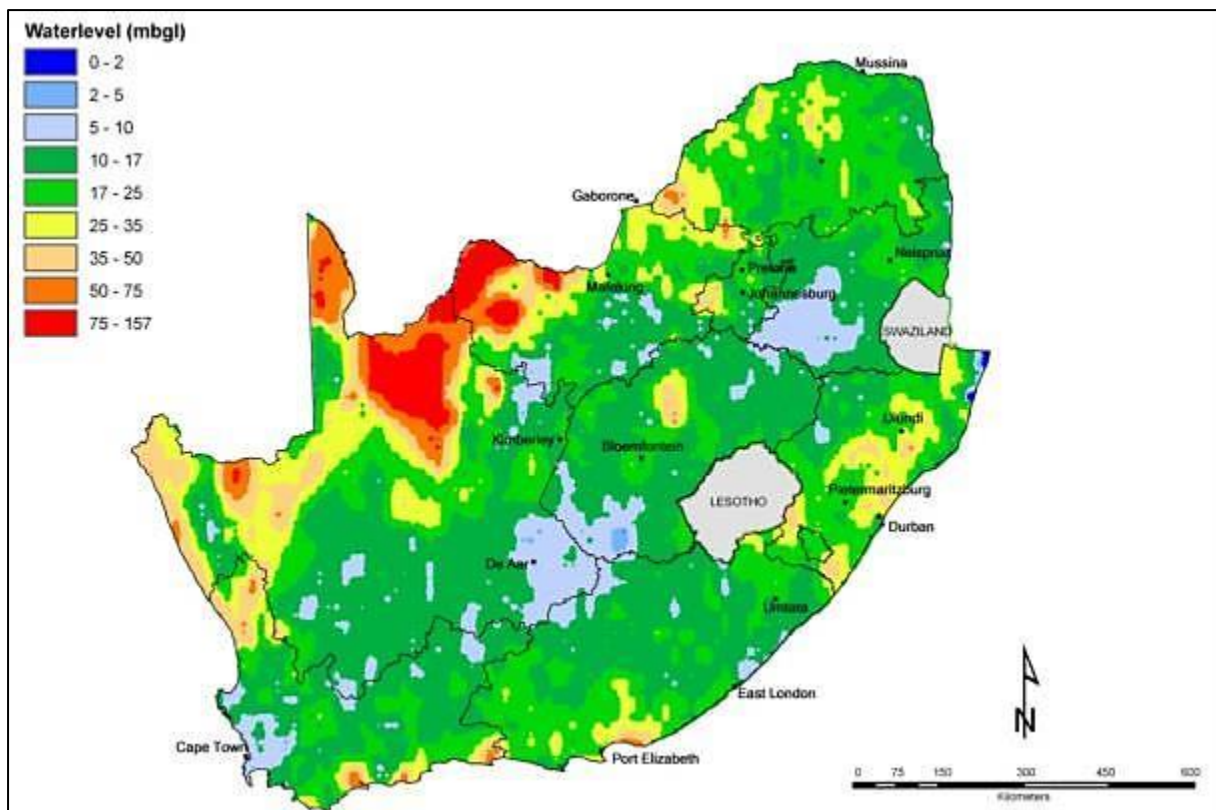 Waterlevel (mbgl)
0 - 2
2 - 5
5 - 10
10 - 17
17 - 25
25 - 35
35 - 50
50 - 75
75 - 157
Mussina
Gaborone
Nelspruit
Pretoria
Mafikeng
Johannesburg
SWAZILAND
Ulundi
Kimberley
Bloemfontein
Pietermaritzburg
LESOTHO
Durban
De Aar
Umtata
East London
Cape Town
Port Elizabeth
N
0 75 150 300 450 600
Kilometers